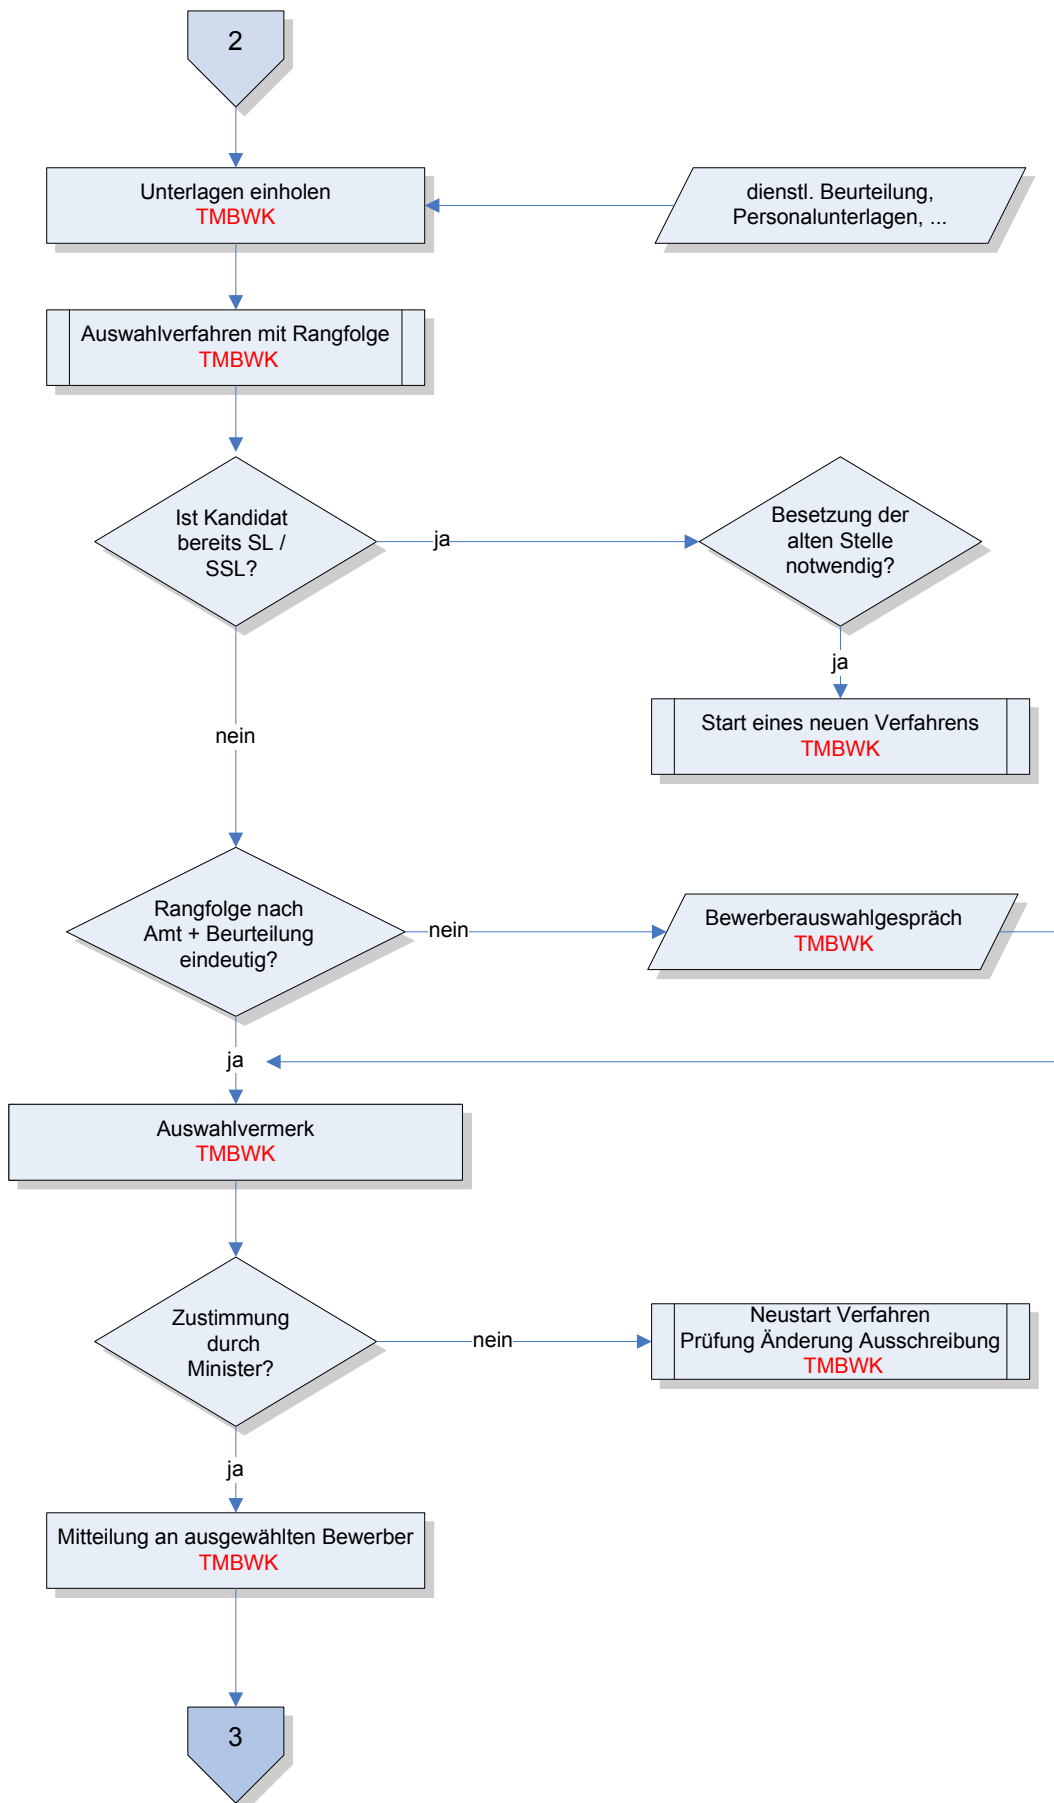 2
Unterlagen einholen
TMBWK
dienstl. Beurteilung,
Personalunterlagen, ...
Auswahlverfahren mit Rangfolge
TMBWK
Ist Kandidat
bereits SL /
SSL?
ja
Besetzung der
alten Stelle
notwendig?
ja
Start eines neuen Verfahrens
TMBWK
nein
Rangfolge nach
Amt + Beurteilung
eindeutig?
nein
Bewerberauswahlgespräch
TMBWK
ja
Auswahlvermerk
TMBWK
Zustimmung
durch
Minister?
nein
Neustart Verfahren
Prüfung Änderung Ausschreibung
TMBWK
ja
Mitteilung an ausgewählten Bewerber
TMBWK
3